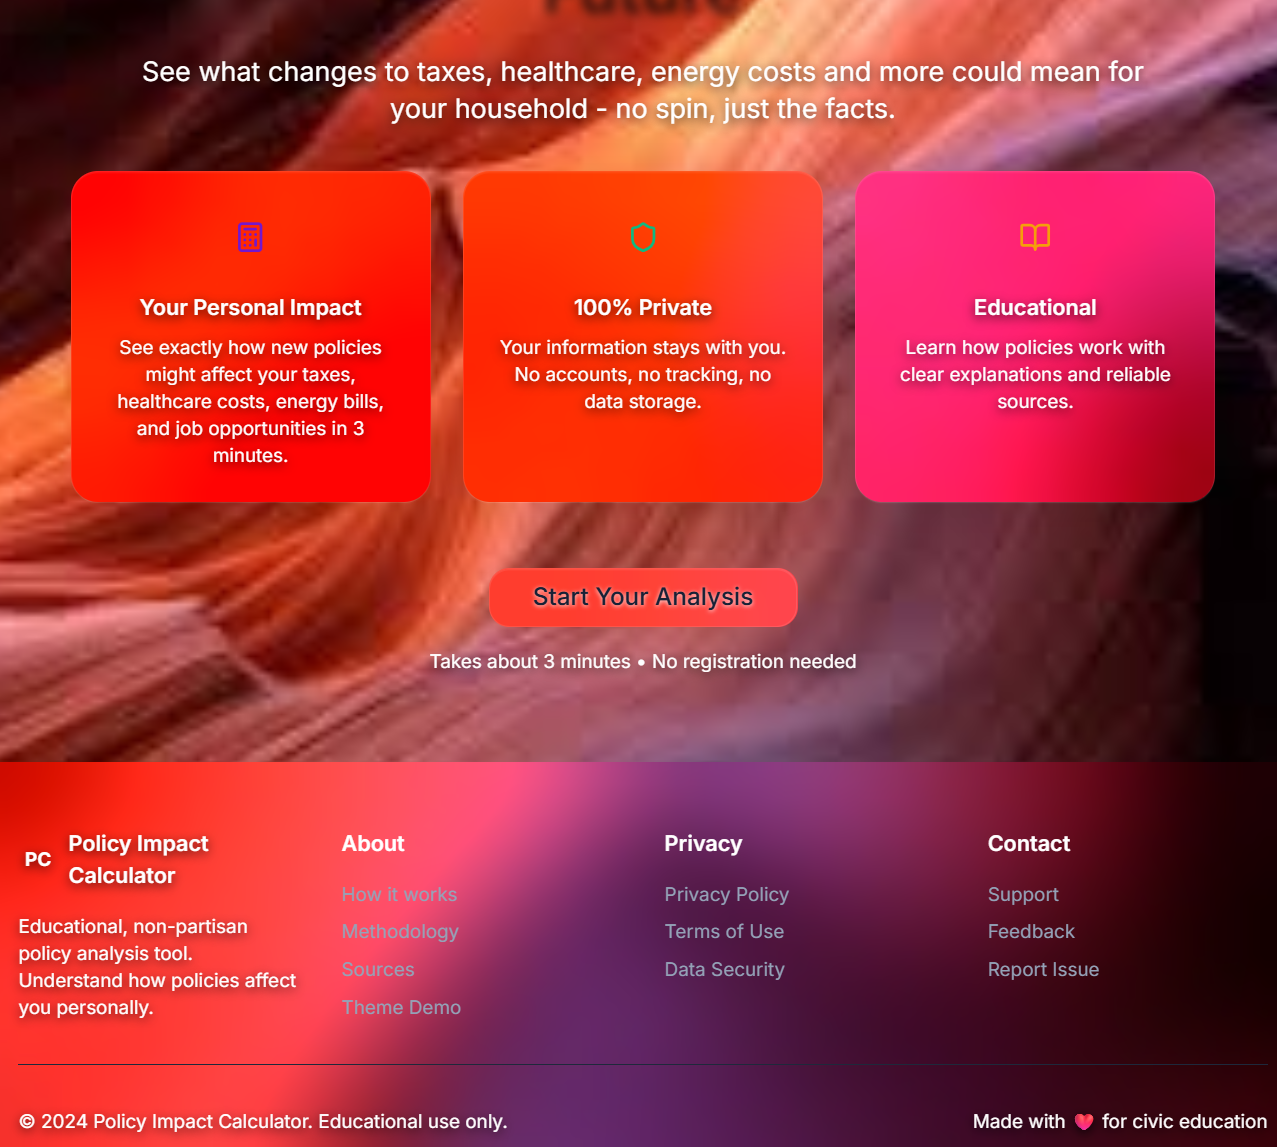 Future
See what changes to taxes, healthcare, energy costs and more could mean for
your household - no spin, just the facts.
Your Personal Impact
See exactly how new policies
might affect your taxes,
healthcare costs, energy bills,
and job opportunities in 3
minutes.
100% Private
Your information stays with you.
No accounts, no tracking, no
data storage.
Educational
Learn how policies work with
clear explanations and reliable
sources.
Start Your Analysis
Takes about 3 minutes • No registration needed
PC
Policy Impact
Calculator
Educational, non-partisan
policy analysis tool.
Understand how policies affect
you personally.
About
How it works
Methodology
Sources
Theme Demo
Privacy
Privacy Policy
Terms of Use
Data Security
Contact
Support
Feedback
Report Issue
© 2024 Policy Impact Calculator. Educational use only.
Made with ❤️ for civic education